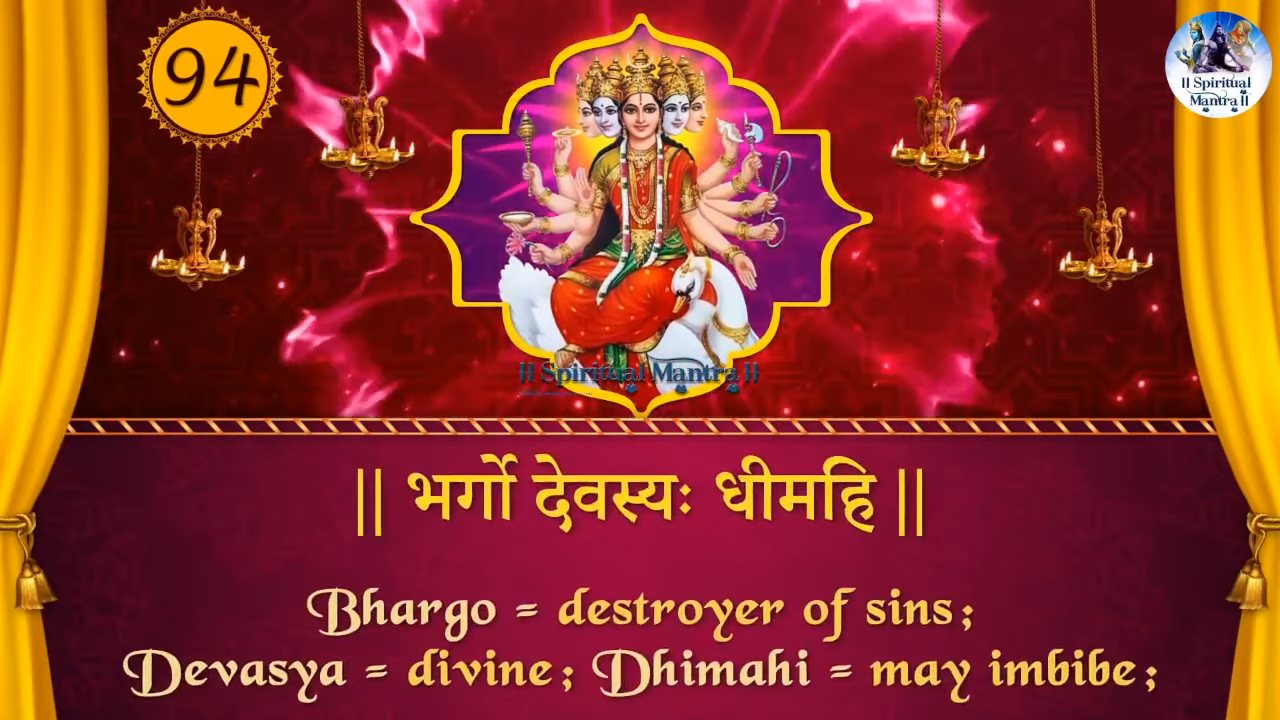 94
|| Spiritual
Mantra ||
|| Spiritual Mantra ||
|| भर्गो देवस्यः धीमहि ||
Bhargo = destroyer of sins;
Devasya = divine; Dhimahi = may imbibe;